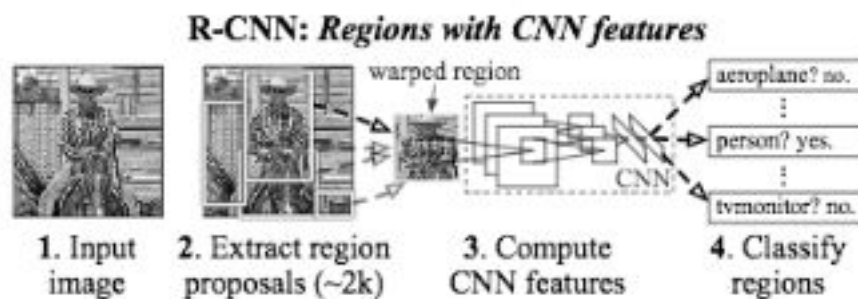 R-CNN: Regions with CNN features
warped region
aeroplane? no.
⋮
person? yes.
⋮
tvmonitor? no.
CNN
1. Input
image
2. Extract region
proposals (~2k)
3. Compute
CNN features
4. Classify
regions